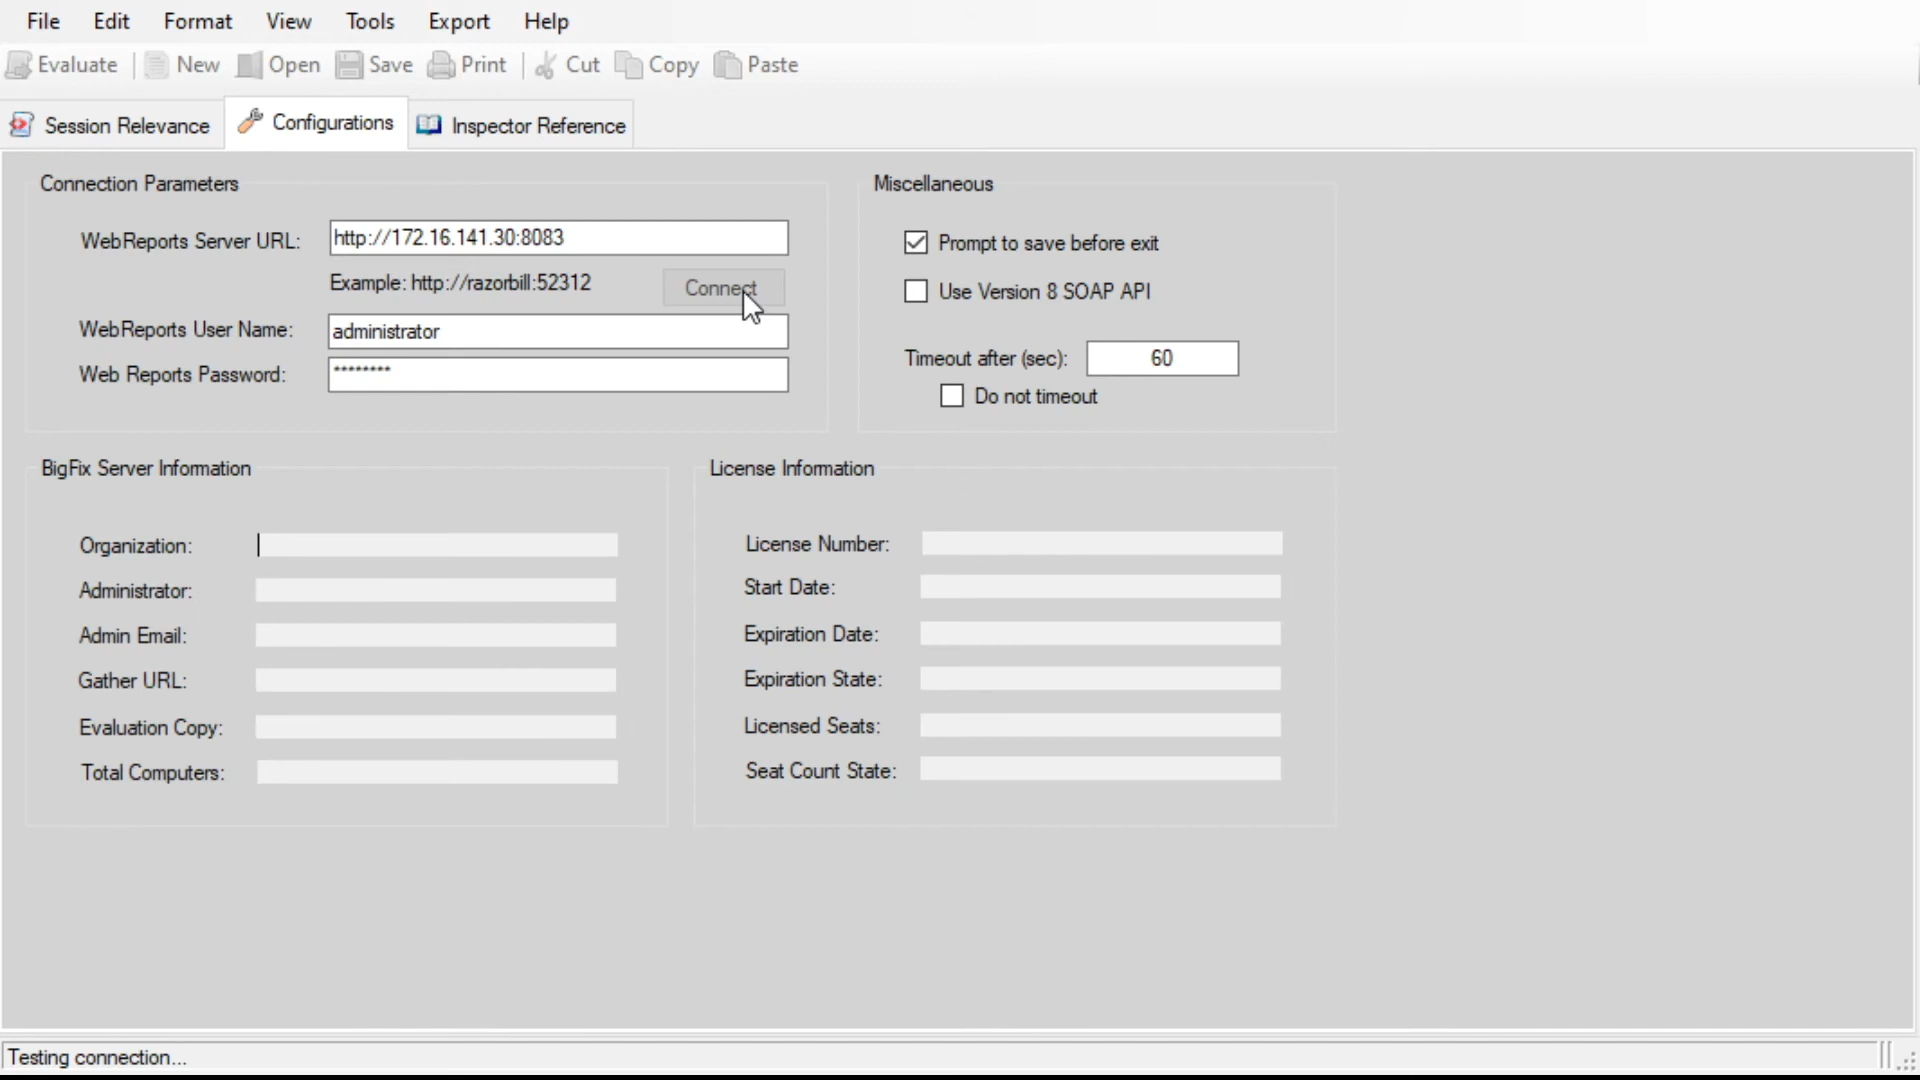 File Edit Format View Tools Export Help
Evaluate New Open Save Print Cut Copy Paste
Session Relevance Configurations Inspector Reference
Connection Parameters
WebReports Server URL: http://172.16.141.30:8083
Example: http://razorbill:52312 Connect
WebReports User Name: administrator
Web Reports Password: ********
Miscellaneous
Prompt to save before exit
Use Version 8 SOAP API
Timeout after (sec): 60
Do not timeout
BigFix Server Information
Organization:
Administrator:
Admin Email:
Gather URL:
Evaluation Copy:
Total Computers:
License Information
License Number:
Start Date:
Expiration Date:
Expiration State:
Licensed Seats:
Seat Count State:
Testing connection...